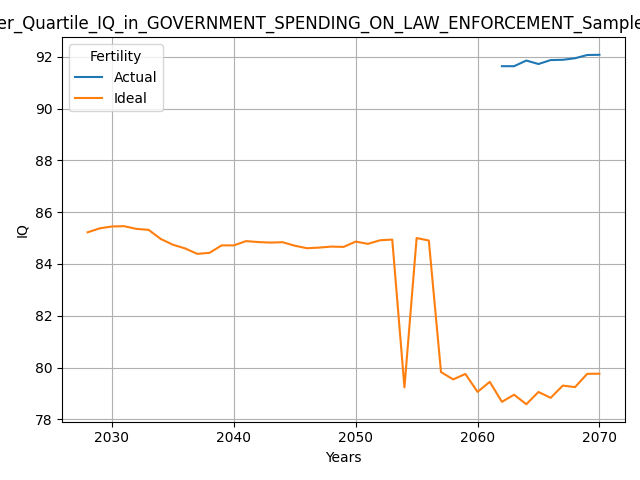 er_Quartile_IQ_in_GOVERNMENT_SPENDING_ON_LAW_ENFORCEMENT_Sample
Fertility
Actual
Ideal
92
90
88
86
84
82
80
78
IQ
2030 2040 2050 2060 2070
Years